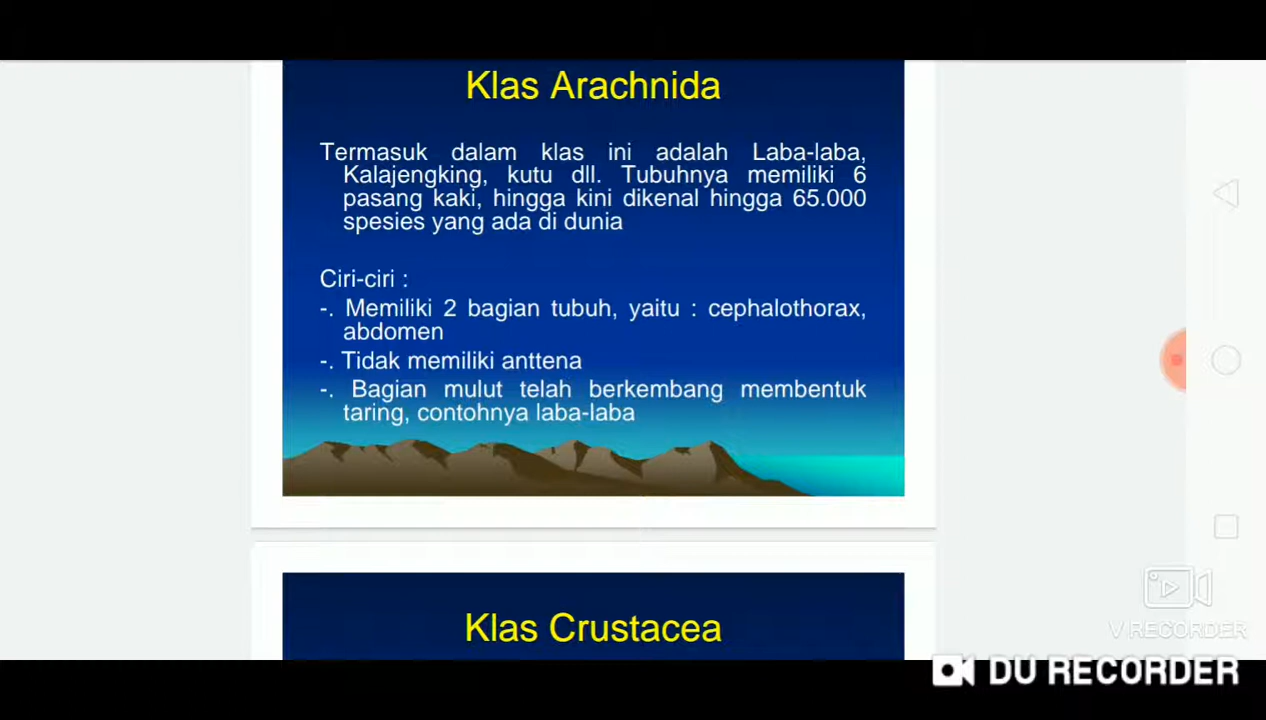 Klas Arachnida
Termasuk dalam klas ini adalah Laba-laba,
Kalajengking, kutu dll. Tubuhnya memiliki 6
pasang kaki, hingga kini dikenal hingga 65.000
spesies yang ada di dunia
Ciri-ciri :
-. Memiliki 2 bagian tubuh, yaitu : cephalothorax,
abdomen
-. Tidak memiliki anttena
-. Bagian mulut telah berkembang membentuk
taring, contohnya laba-laba
Klas Crustacea
V RECORDER
DU RECORDER